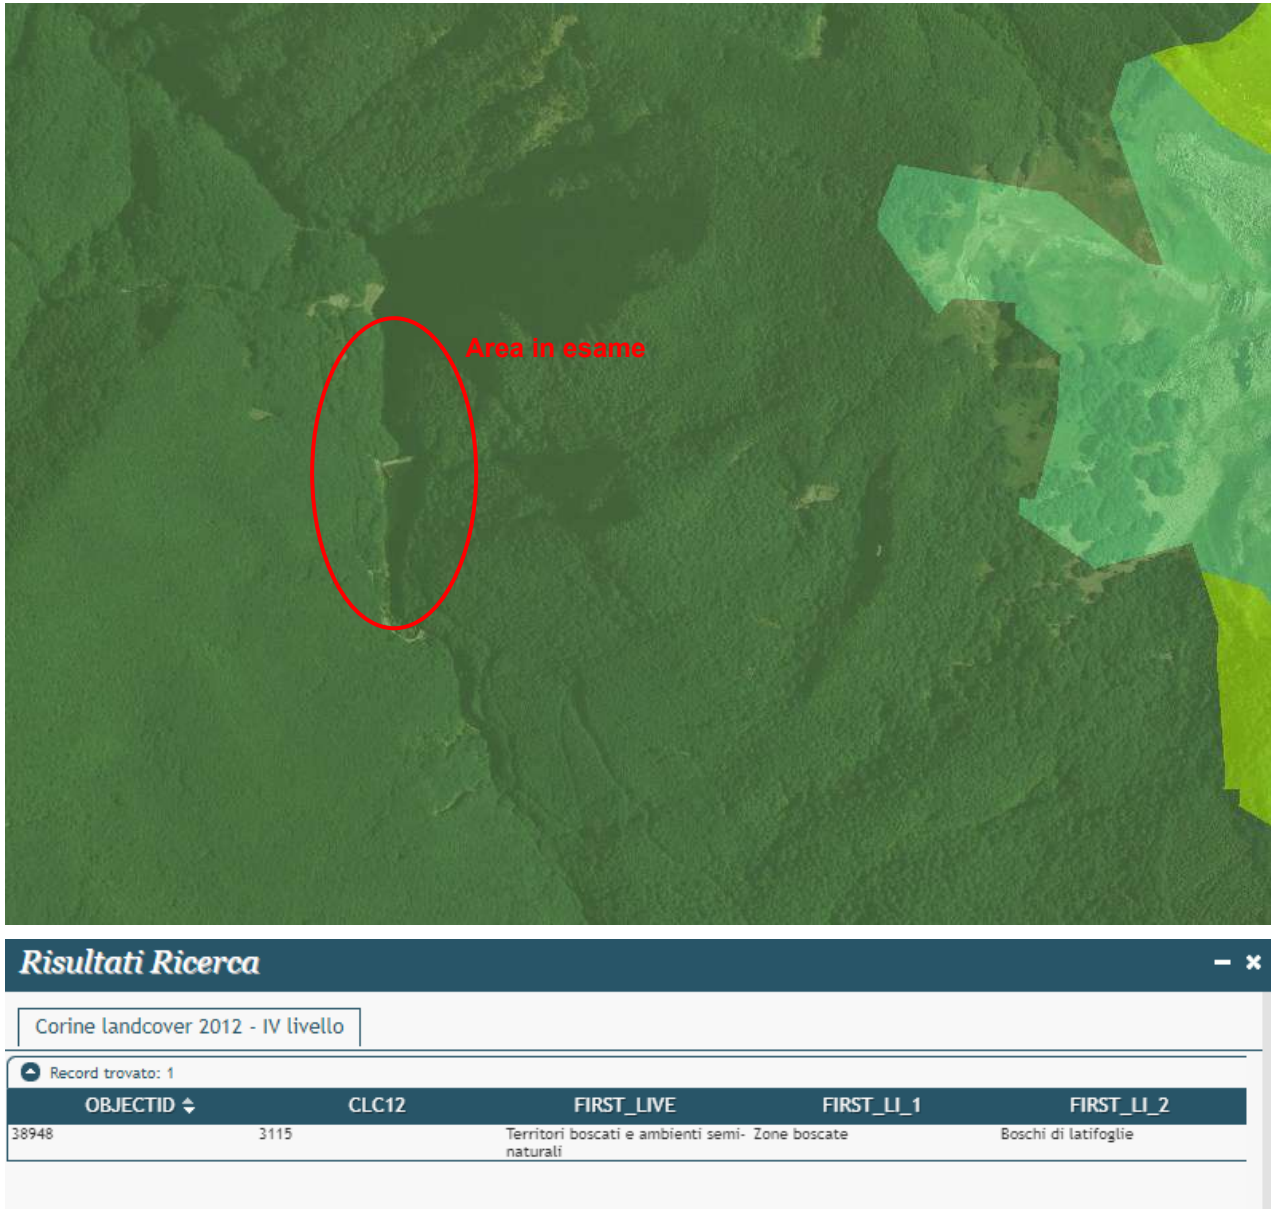 Area in esame
Risultati Ricerca
Corine landcover 2012 - IV livello
Record trovato: 1
OBJECTID CLC12 FIRST_LIVE FIRST_LI_1 FIRST_LI_2
38948 3115 Territori boscati e ambienti semi- Zone boscate Boschi di latifoglie
naturali